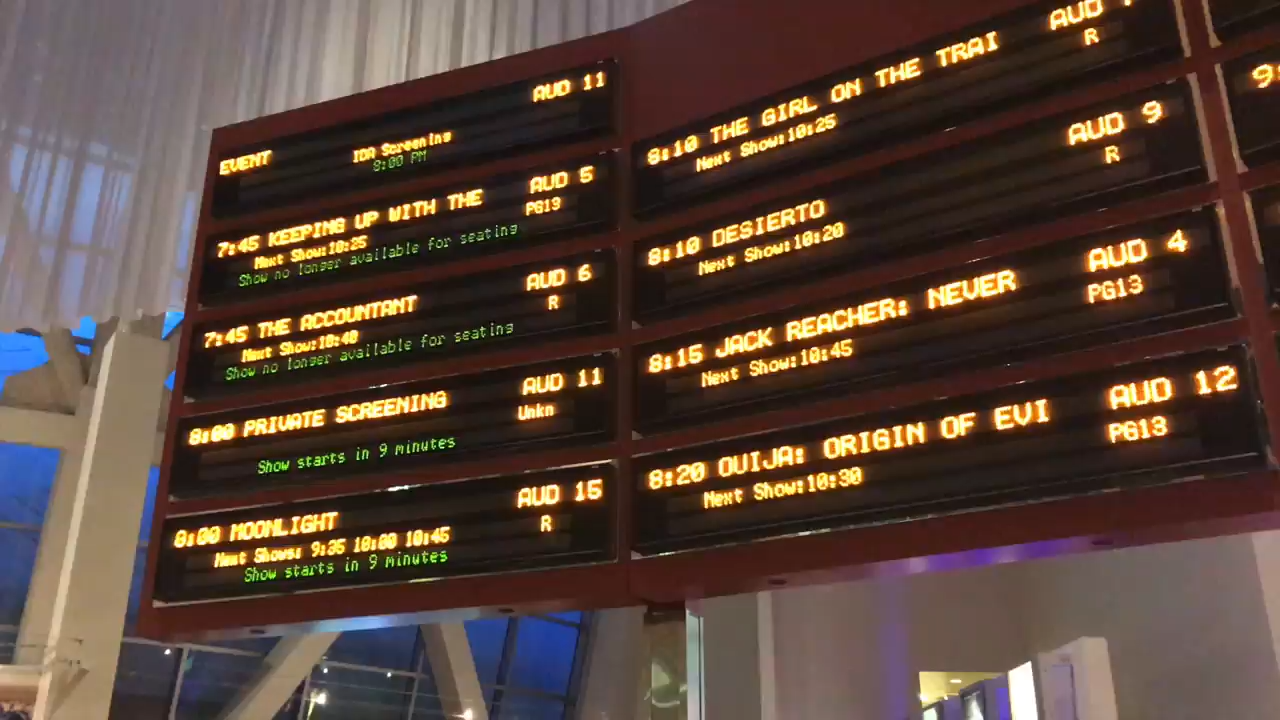 AUD 11
EVENT IDA Screening
8:00 PM
7:45 KEEPING UP WITH THE AUD 5
Next Show:10:25 PG13
Show no longer available for seating
7:45 THE ACCOUNTANT AUD 6
Next Show:10:40 R
Show no longer available for seating
8:00 PRIVATE SCREENING AUD 11
Unkn
Show starts in 9 minutes
8:00 MOONLIGHT AUD 15
Next Shows: 9:35 10:00 10:45 R
Show starts in 9 minutes
8:10 THE GIRL ON THE TRAI AUD
Next Show:10:25 R
8:10 DESIERTO AUD 9
Next Show:10:20 R
8:15 JACK REACHER: NEVER AUD 4
Next Show:10:45 PG13
8:20 OUIJA: ORIGIN OF EVI AUD 12
Next Show:10:30 PG13
9: